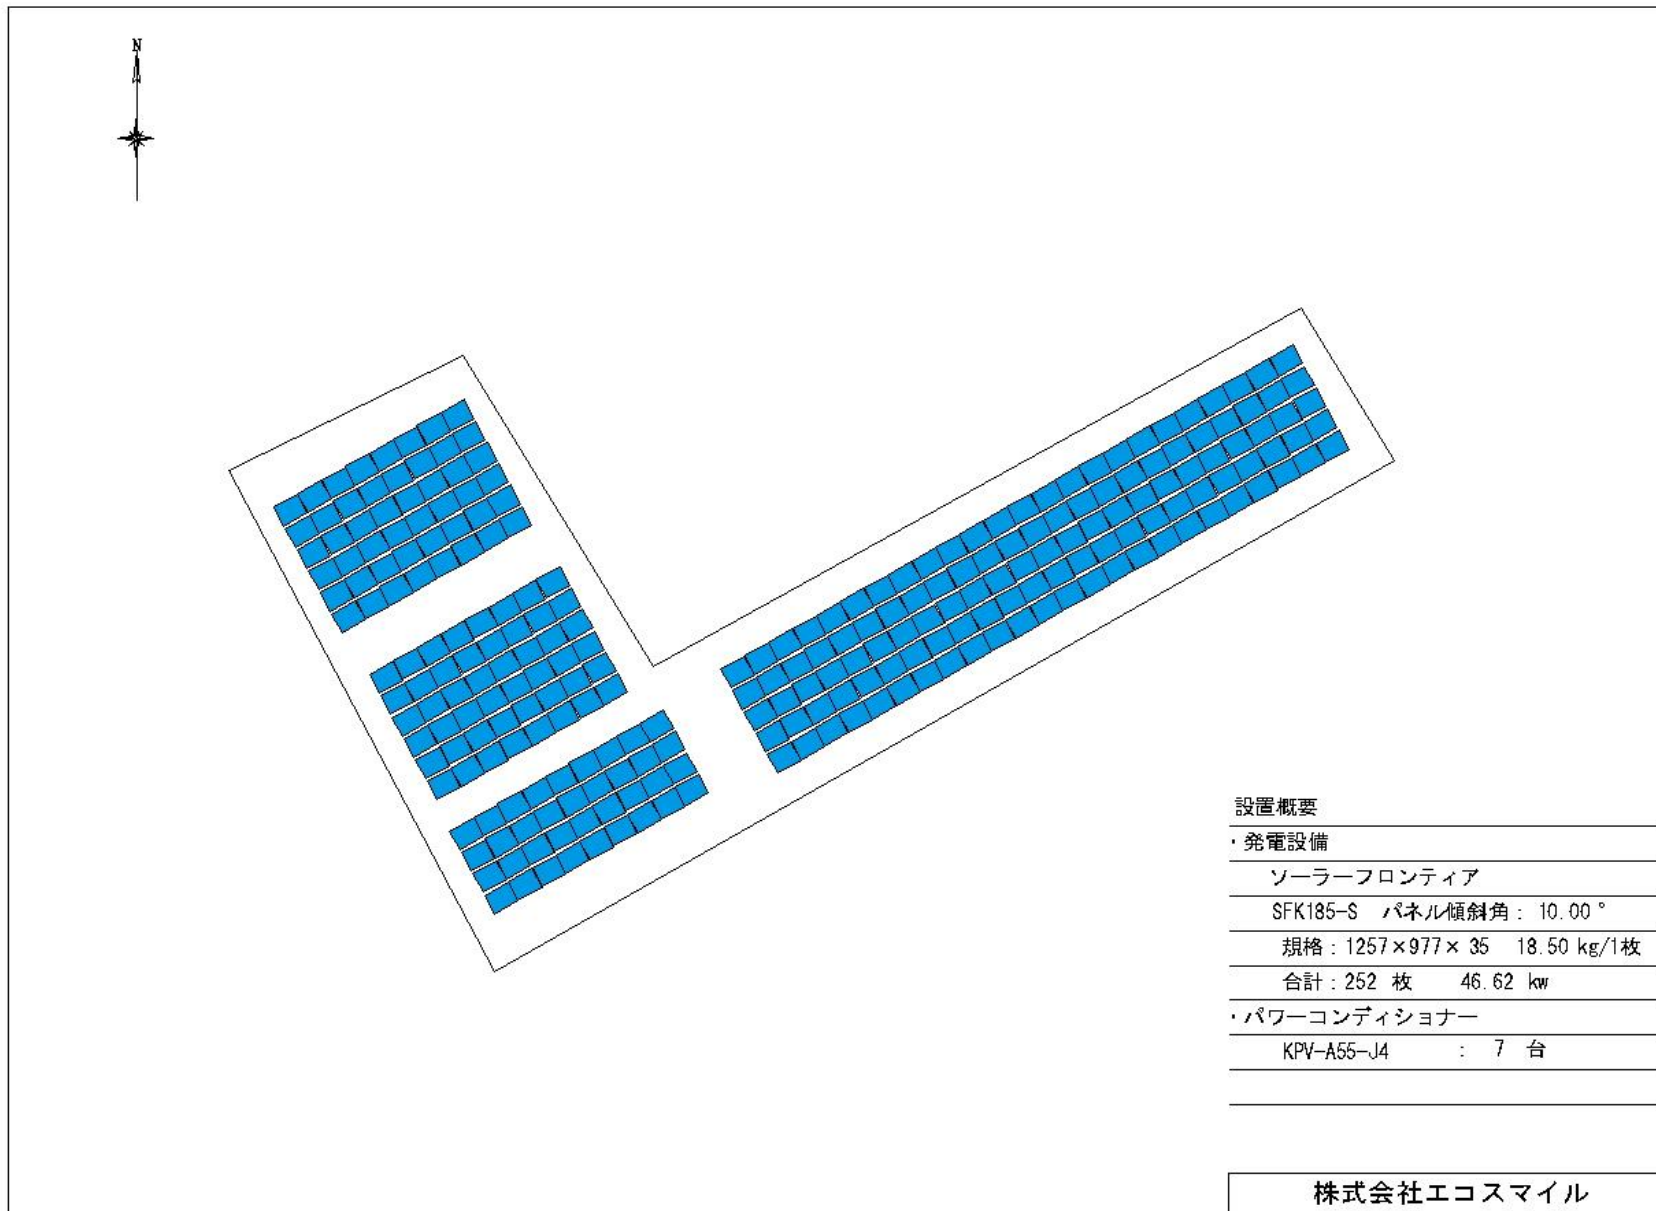 N
設置概要
・発電設備
ソーラーフロンティア
SFK185-S パネル傾斜角： 10.00 °
規格：1257×977× 35 18.50 kg/1枚
合計：252 枚 46.62 kw
・パワーコンディショナー
KPV-A55-J4 ： 7 台
株式会社エコスマイル